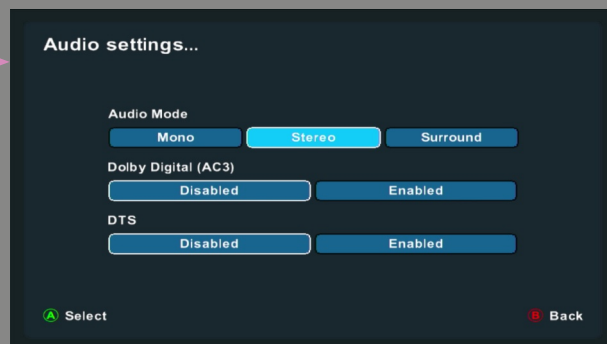 Audio settings...
Audio Mode
Mono Stereo Surround
Dolby Digital (AC3)
Disabled Enabled
DTS
Disabled Enabled
A Select B Back